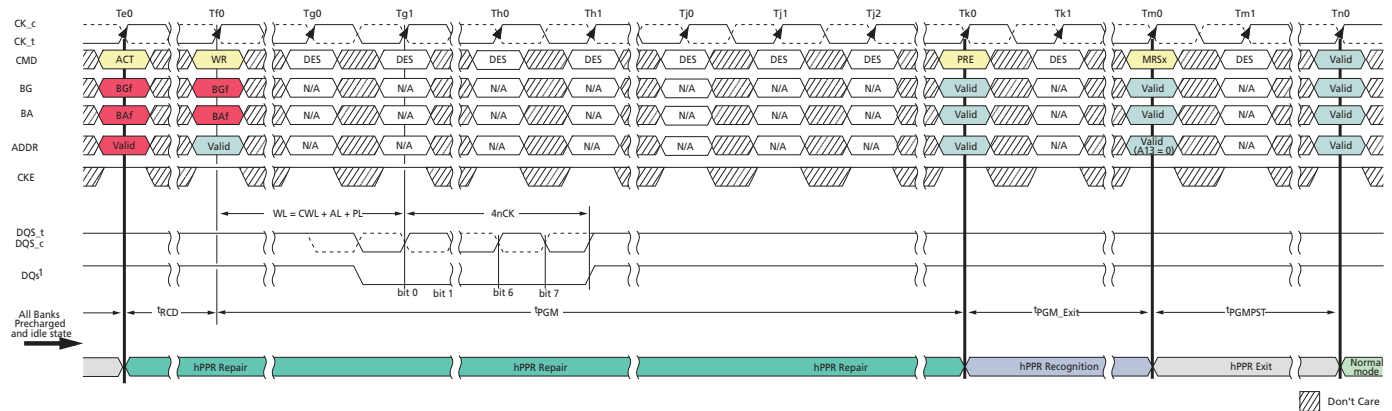 Te0 Tf0 Tg0 Tg1 Th0 Th1 Tj0 Tj1 Tj2 Tk0 Tk1 Tm0 Tm1 Tn0
CK_c
CK_t
CMD ACT WR DES DES DES DES DES DES DES PRE DES MRSx DES Valid
BG BGf BGf N/A N/A N/A N/A N/A N/A N/A Valid N/A Valid N/A Valid
BA BAf BAf N/A N/A N/A N/A N/A N/A N/A Valid N/A Valid N/A Valid
ADDR Valid Valid N/A N/A N/A N/A N/A N/A N/A Valid N/A Valid (A13 = 0) N/A Valid
CKE
WL = CWL + AL + PL 4nCK
DQS_t
DQS_c
DQs1
bit 0 bit 1 bit 6 bit 7
All Banks
Precharged
and idle state
tRCD tPGM tPGM_Exit tPGMPST
hPPR Repair hPPR Repair hPPR Repair hPPR Recognition hPPR Exit Normal
mode
Don't Care